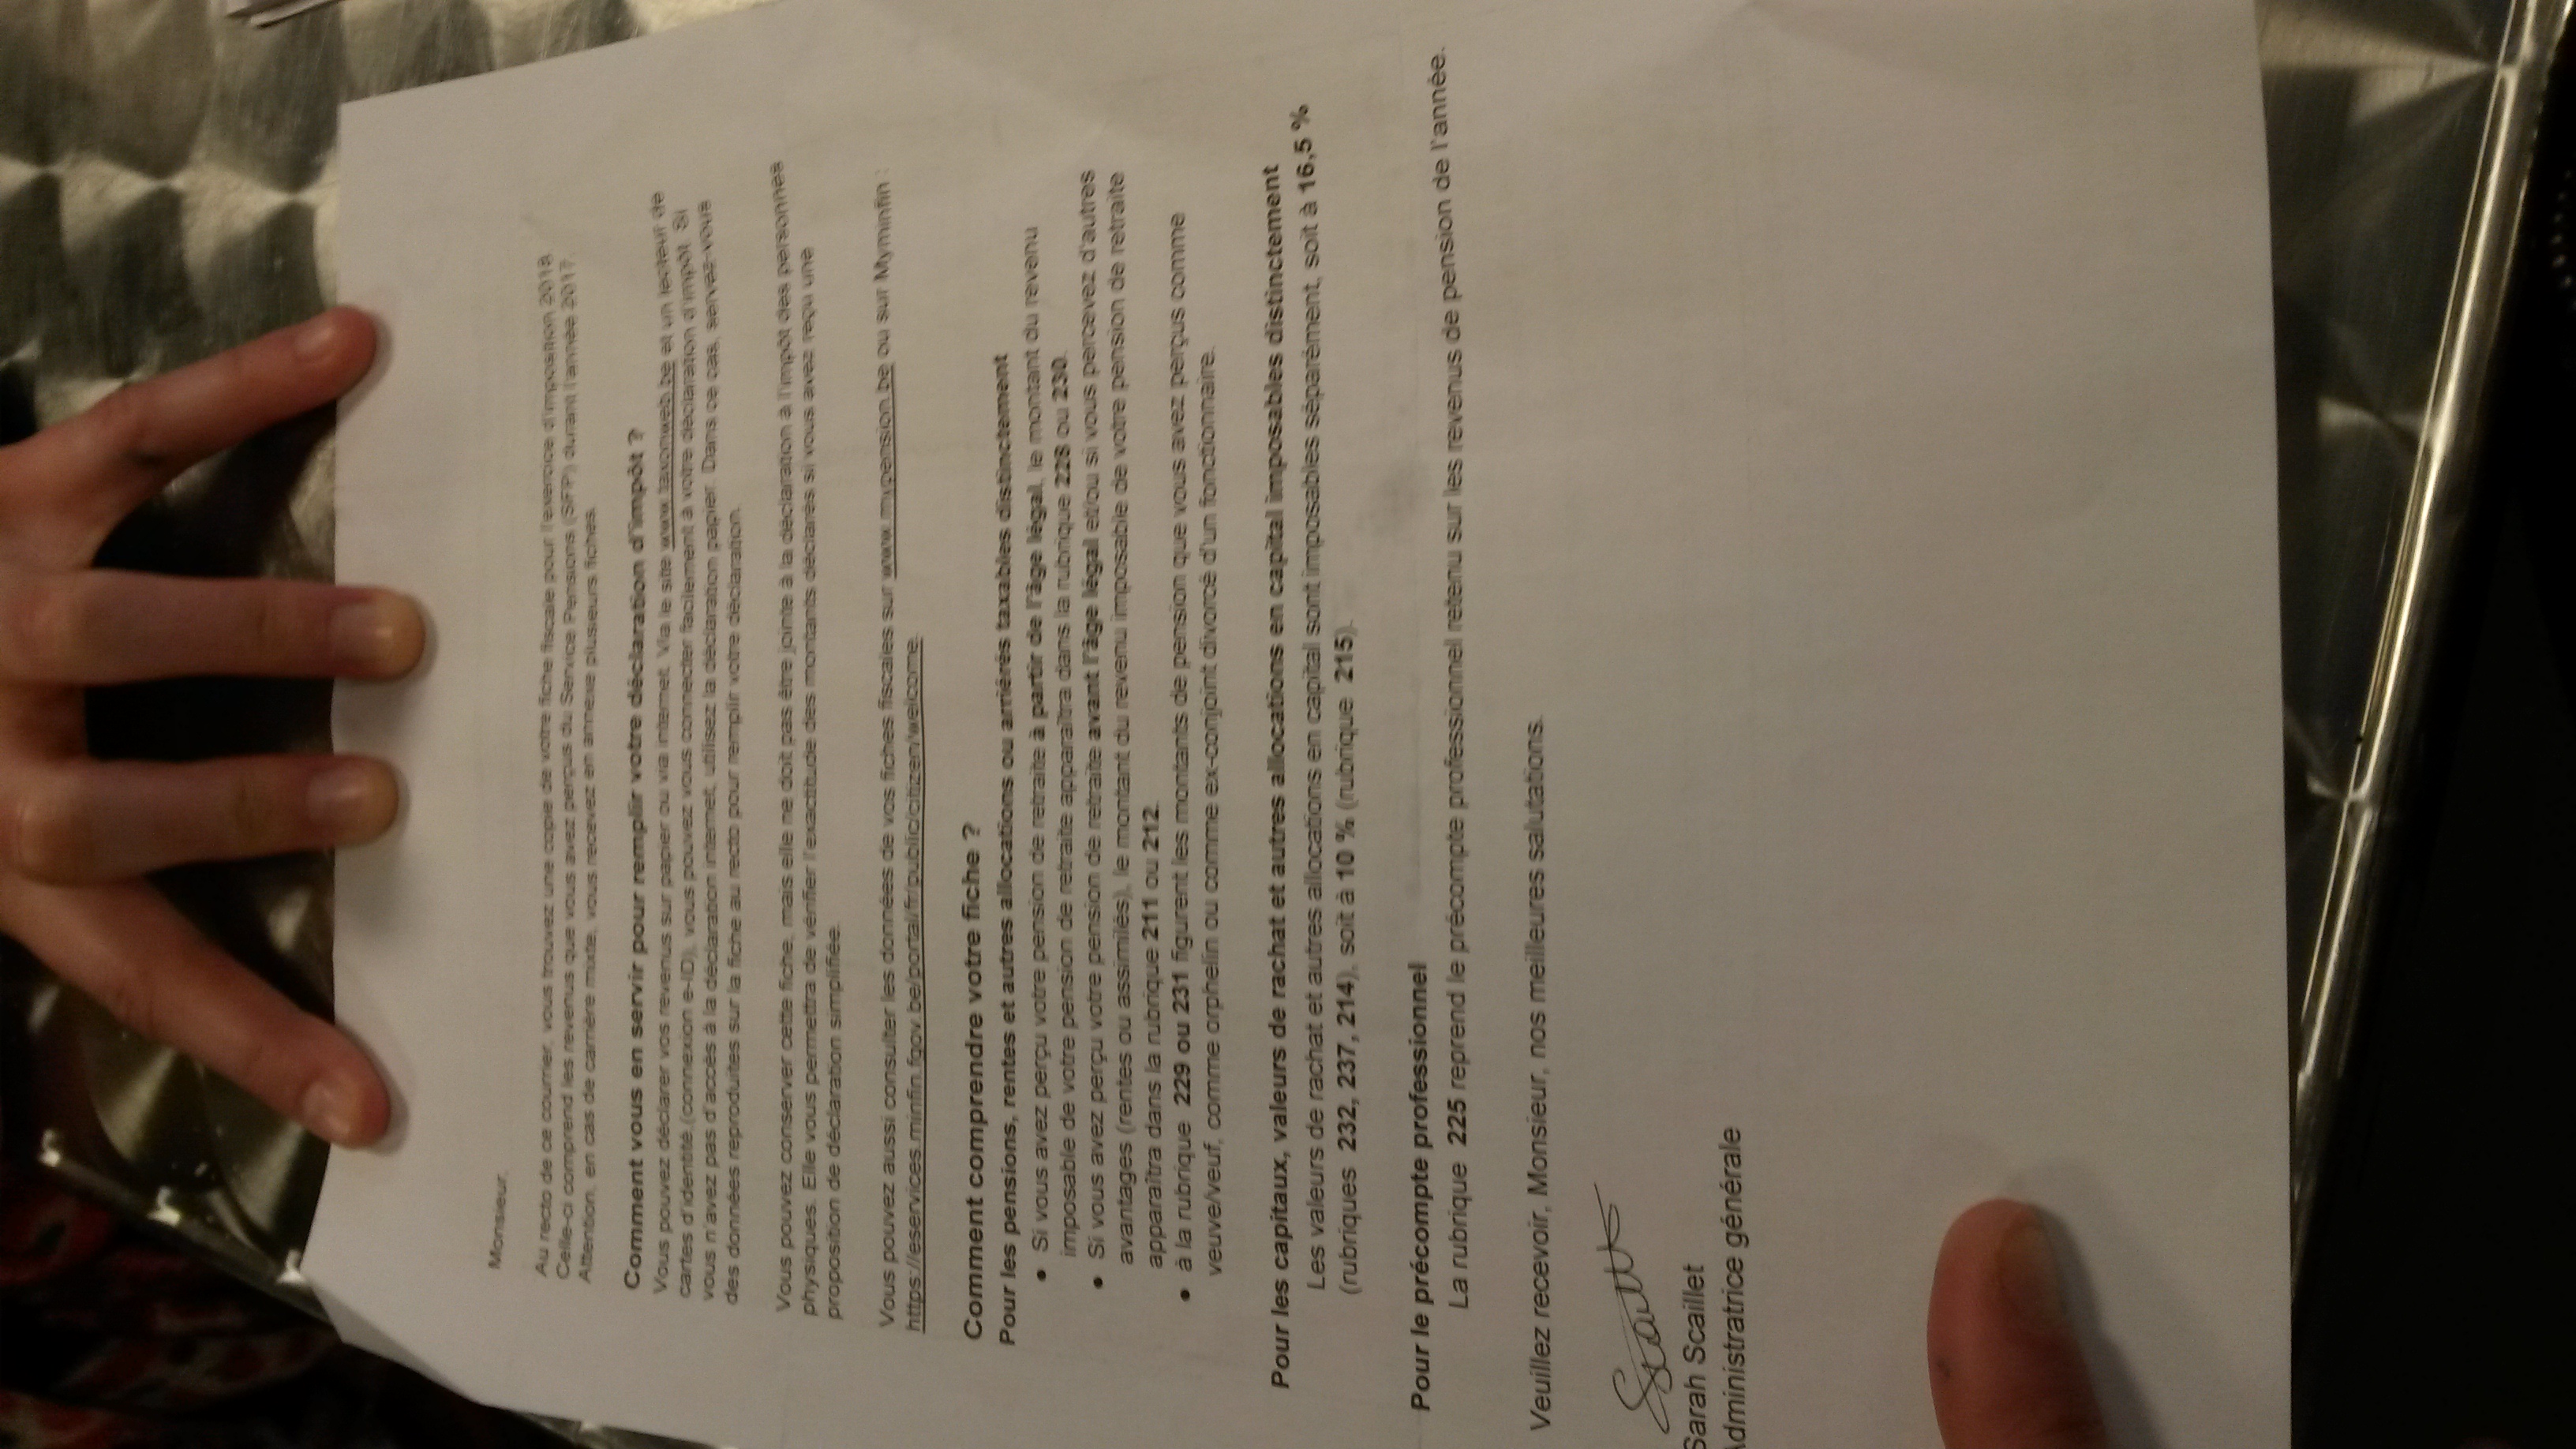 Monsieur,
Au recto de ce courrier, vous trouvez une copie de votre fiche fiscale pour l'exercice d'imposition 2018.
Celle-ci comprend les revenus que vous avez perçus du Service Pensions (SFP) durant l'année 2017.
Attention, en cas de carrière mixte, vous recevez en annexe plusieurs fiches.
Comment vous en servir pour remplir votre déclaration d'impôt ?
Vous pouvez déclarer vos revenus sur papier ou via internet. Via le site www.taxonweb.be et un lecteur de
cartes d'identité (connexion e-ID), vous pouvez vous connecter facilement à votre déclaration d'impôt. Si
vous n'avez pas d'accès à la déclaration internet, utilisez la déclaration papier. Dans ce cas, servez-vous
des données reproduites sur la fiche au recto pour remplir votre déclaration.
Vous pouvez conserver cette fiche, mais elle ne doit pas être jointe à la déclaration à l'impôt des personnes
physiques. Elle vous permettra de vérifier l'exactitude des montants déclarés si vous avez reçu une
proposition de déclaration simplifiée.
Vous pouvez aussi consulter les données de vos fiches fiscales sur www.mypension.be ou sur Myminfin :
https://eservices.minfin.fgov.be/portal/fr/public/citizen/welcome.
Comment comprendre votre fiche ?
Pour les pensions, rentes et autres allocations ou arriérés taxables distinctement
• Si vous avez perçu votre pension de retraite à partir de l'âge légal, le montant du revenu
imposable de votre pension de retraite apparaîtra dans la rubrique 228 ou 230.
• Si vous avez perçu votre pension de retraite avant l'âge légal et/ou si vous percevez d'autres
avantages (rentes ou assimilés), le montant du revenu imposable de votre pension de retraite
apparaîtra dans la rubrique 211 ou 212.
• à la rubrique 229 ou 231 figurent les montants de pension que vous avez perçus comme
veuve/veuf, comme orphelin ou comme ex-conjoint divorcé d'un fonctionnaire.
Pour les capitaux, valeurs de rachat et autres allocations en capital imposables distinctement
Les valeurs de rachat et autres allocations en capital sont imposables séparément, soit à 16,5 %
(rubriques 232, 237, 214), soit à 10 % (rubrique 215).
Pour le précompte professionnel
La rubrique 225 reprend le précompte professionnel retenu sur les revenus de pension de l'année.
Veuillez recevoir, Monsieur, nos meilleures salutations.
Sarah Scaillet
Administratrice générale